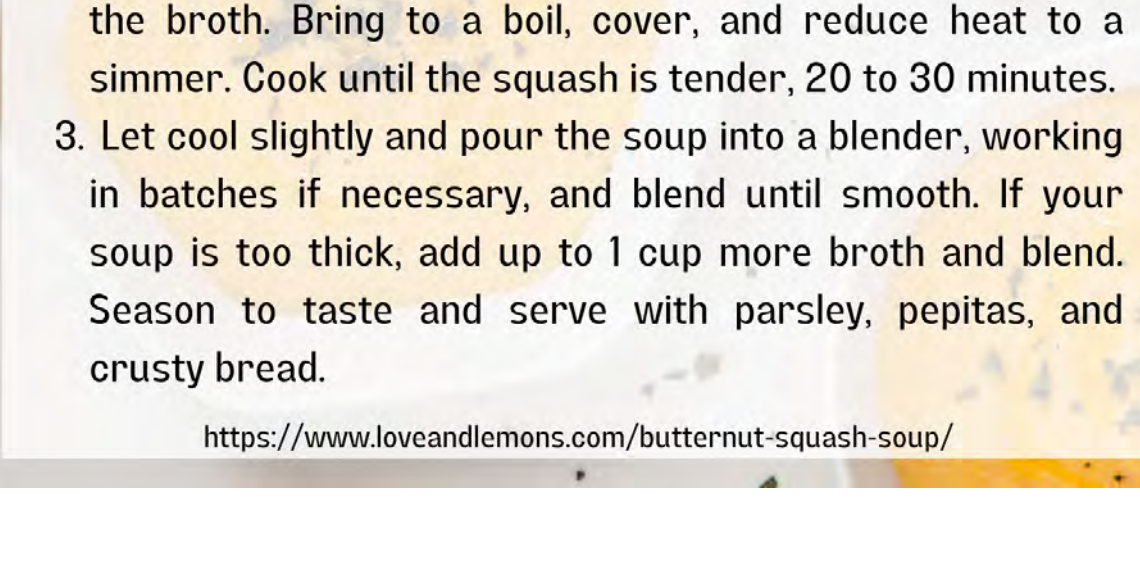 the broth. Bring to a boil, cover, and reduce heat to a
simmer. Cook until the squash is tender, 20 to 30 minutes.
3. Let cool slightly and pour the soup into a blender, working
in batches if necessary, and blend until smooth. If your
soup is too thick, add up to 1 cup more broth and blend.
Season to taste and serve with parsley, pepitas, and
crusty bread.
https://www.loveandlemons.com/butternut-squash-soup/